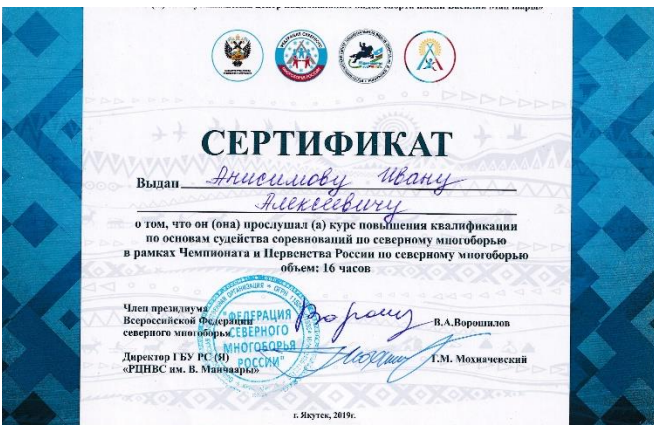 СЕРТИФИКАТ
Выдан Анисимову Ивану
Алексеевичу
о том, что он (она) прослушал (а) курс повышения квалификации
по основам судейства соревнований по северному многоборью
в рамках Чемпионата и Первенства России по северному многоборью
объем: 16 часов
Член президиума
Всероссийской Федерации
северного многоборья
В.А.Ворошилов
"ФЕДЕРАЦИЯ
СЕВЕРНОГО
МНОГОБОРЬЯ
РОССИИ"
Директор ГБУ РС (Я)
«РЦНВС им. В. Манчаары»
Т.М. Мохначевский
г. Якутск, 2019г.